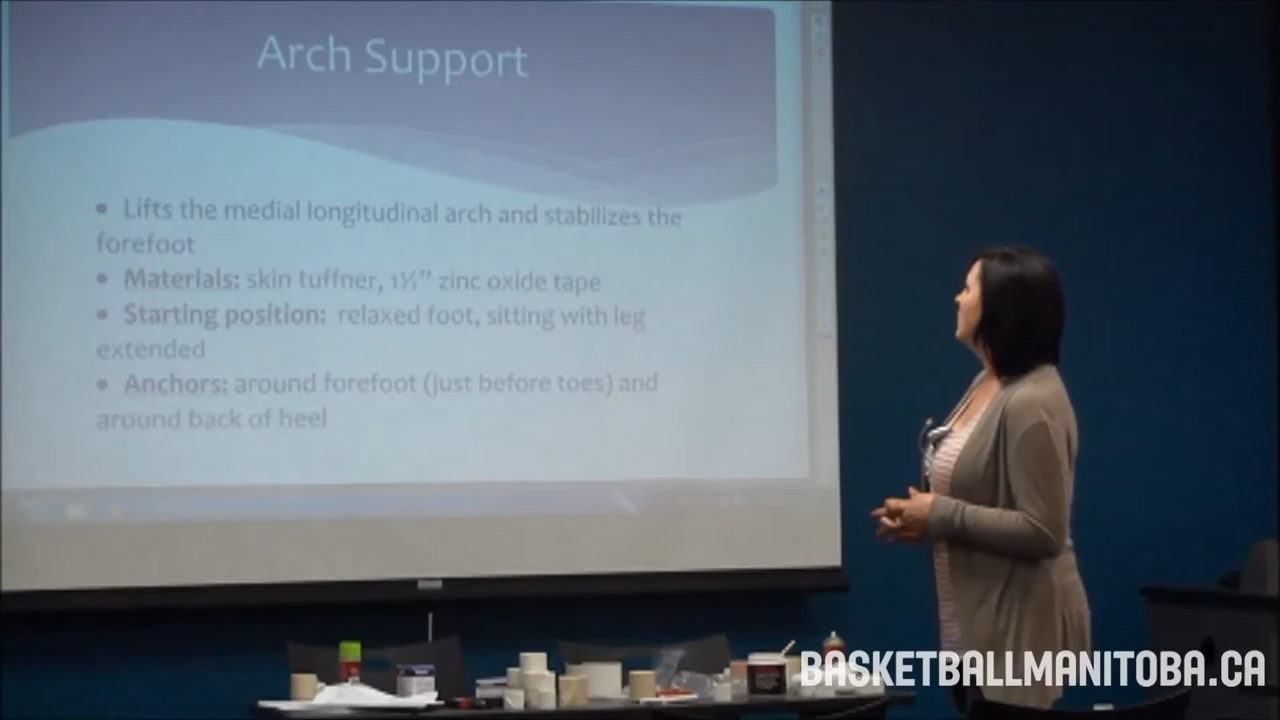 Arch Support
• Lifts the medial longitudinal arch and stabilizes the
forefoot
• Materials: skin tuffner, 1½” zinc oxide tape
• Starting position: relaxed foot, sitting with leg
extended
• Anchors: around forefoot (just before toes) and
around back of heel
BASKETBALLMANITOBA.CA